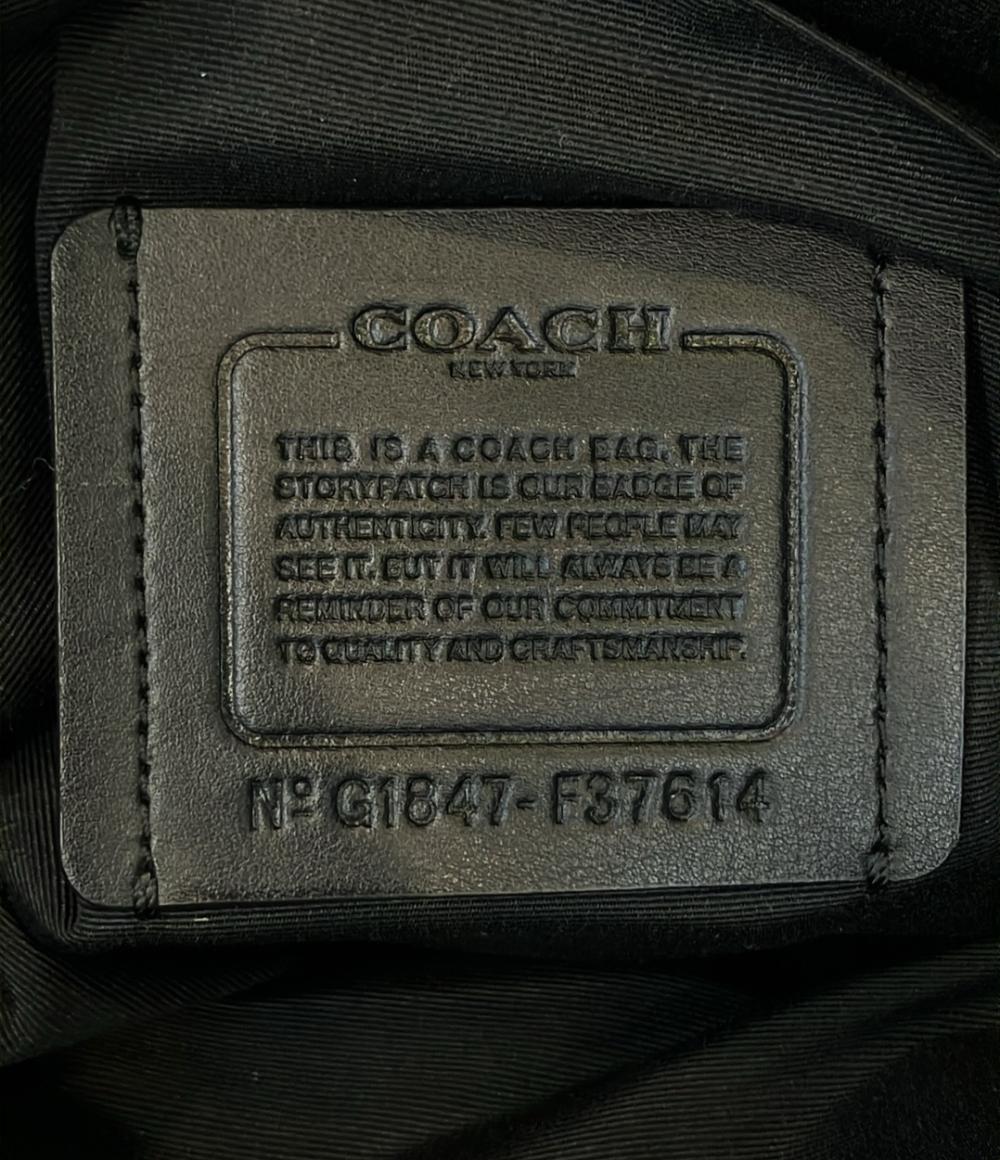 COACH
NEW YORK
THIS IS A COACH BAG. THE
STORYPATCH IS OUR BADGE OF
AUTHENTICITY. FEW PEOPLE MAY
SEE IT. BUT IT WILL ALWAYS BE A
REMINDER OF OUR COMMITMENT
TO QUALITY AND CRAFTSMANSHIP.
Nº G1847-F37614